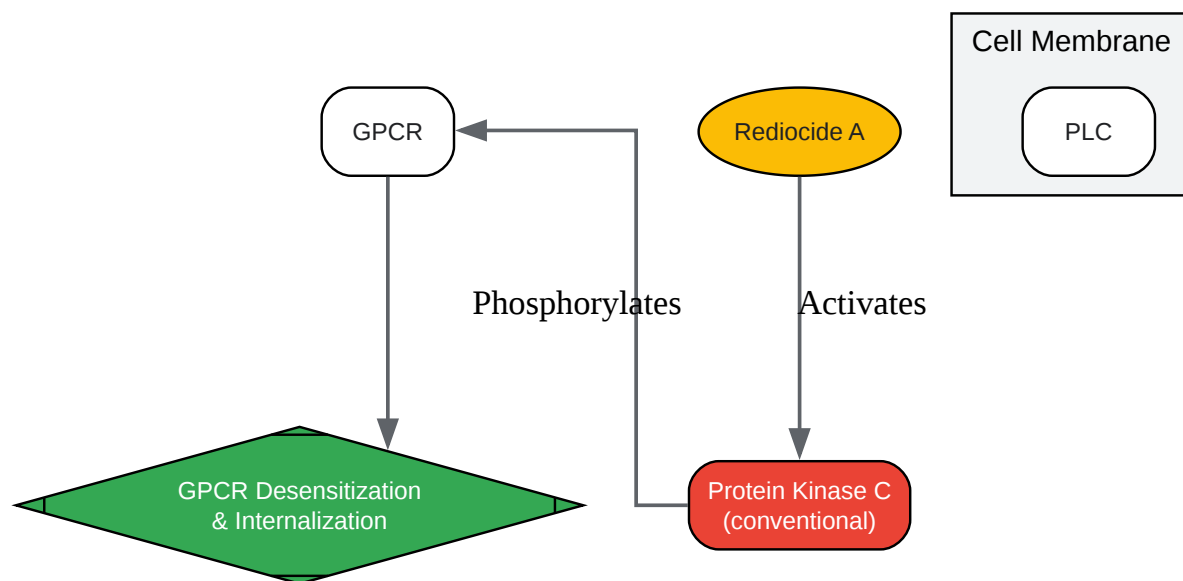 Cell Membrane
GPCR
Rediocide A
PLC
Phosphorylates
Activates
GPCR Desensitization
& Internalization
Protein Kinase C
(conventional)